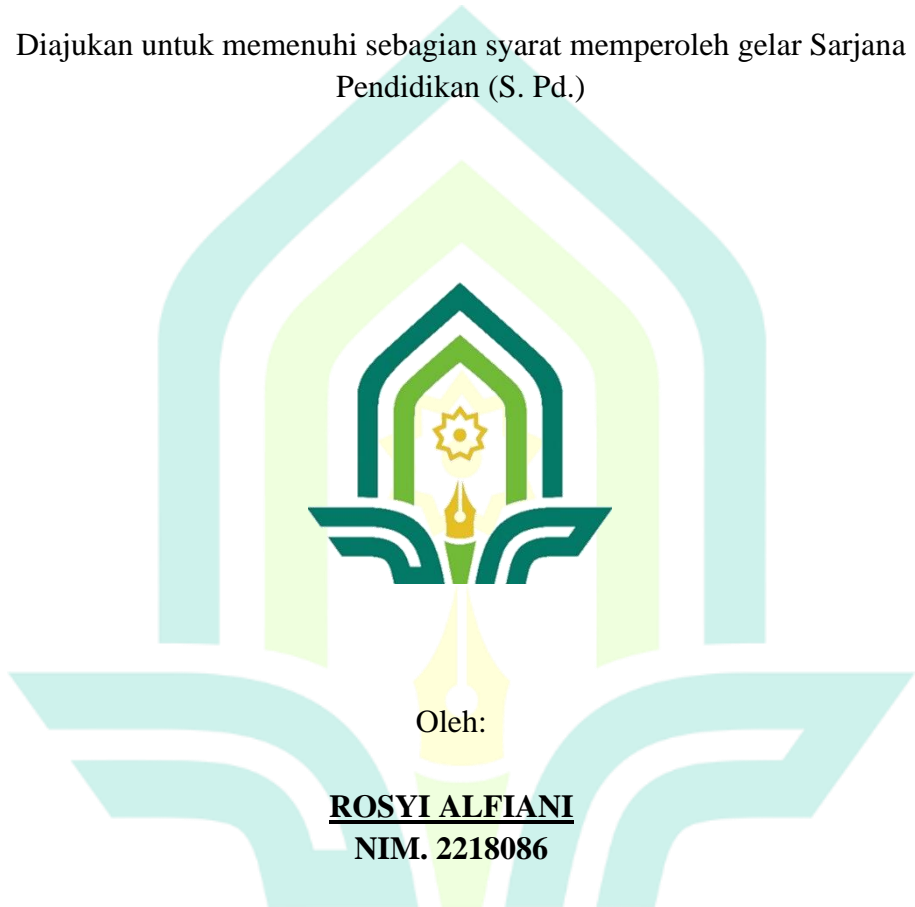 Diajukan untuk memenuhi sebagian syarat memperoleh gelar Sarjana
Pendidikan (S. Pd.)
Oleh:
ROSYI ALFIANI
NIM. 2218086